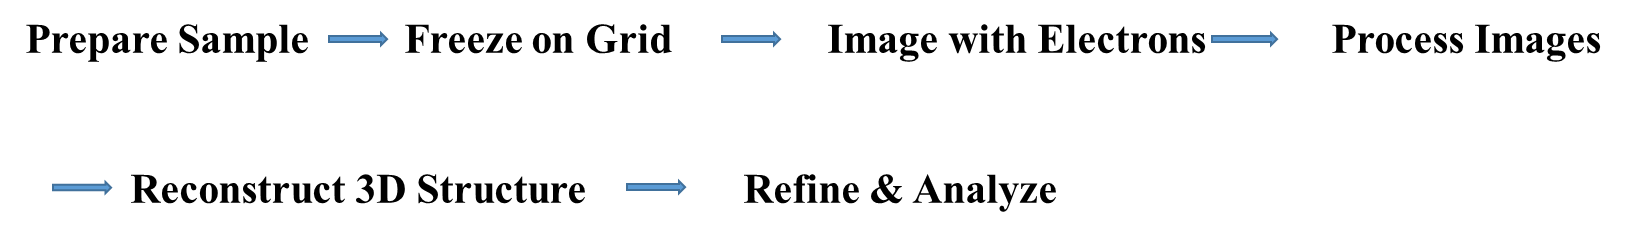 Prepare Sample Freeze on Grid Image with Electrons Process Images
Reconstruct 3D Structure Refine & Analyze